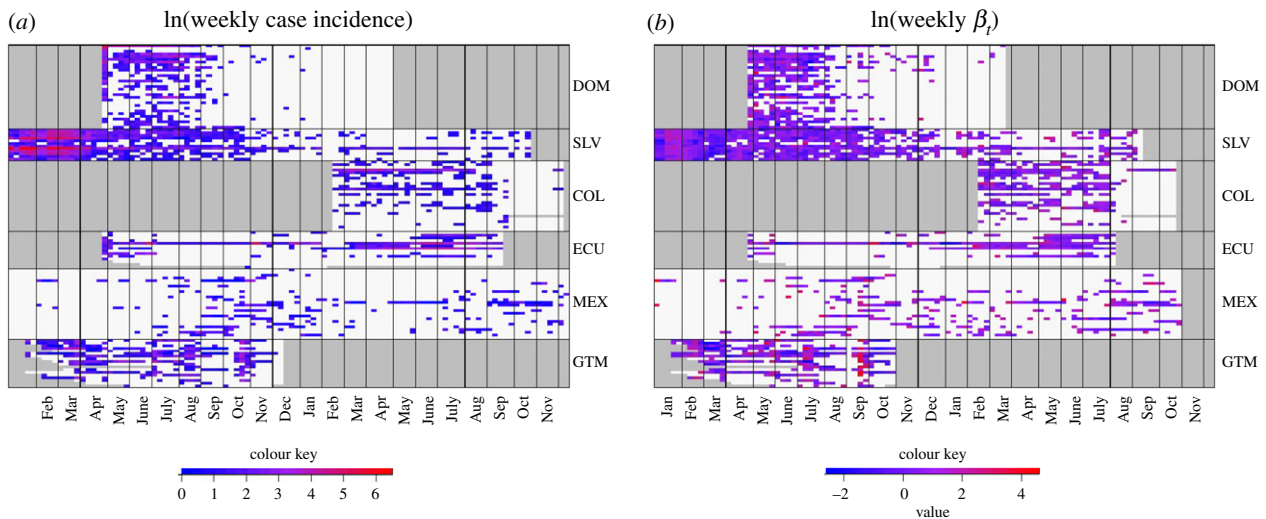 (a) ln(weekly case incidence)
DOM
SLV
COL
ECU
MEX
GTM
Feb Mar Apr May June July Aug Sep Oct Nov Dec Jan Feb Mar Apr May June July Aug Sep Oct Nov
colour key
0 1 2 3 4 5 6
(b) ln(weekly βt)
DOM
SLV
COL
ECU
MEX
GTM
Jan Feb Mar Apr May June July Aug Sep Oct Nov Dec Jan Feb Mar Apr May June July Aug Sep Oct Nov
colour key
−2 0 2 4
value